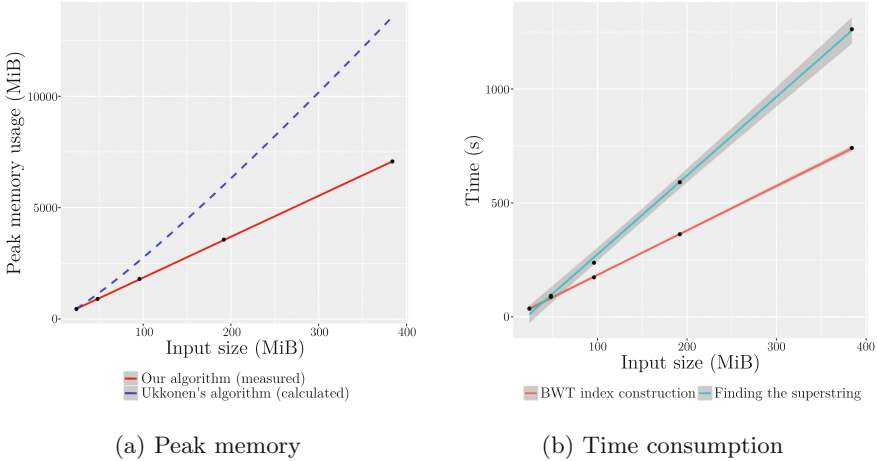 Peak memory usage (MiB)
10000
5000
0
100
200
300
400
Input size (MiB)
Our algorithm (measured)
Ukkonen's algorithm (calculated)
(a) Peak memory
Time (s)
1000
500
0
100
200
300
400
Input size (MiB)
BWT index construction
Finding the superstring
(b) Time consumption